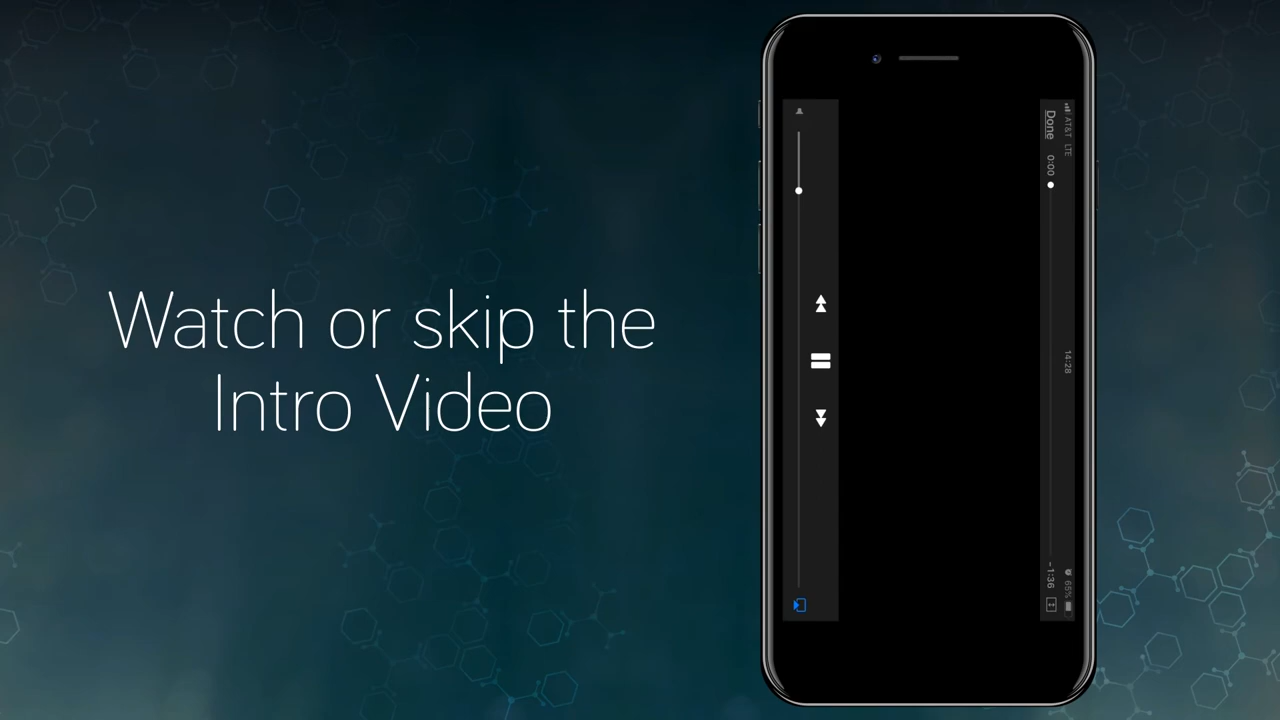 Watch or skip the
Intro Video
AT&T LTE
14:28
65%
Done
0:00
-1:36